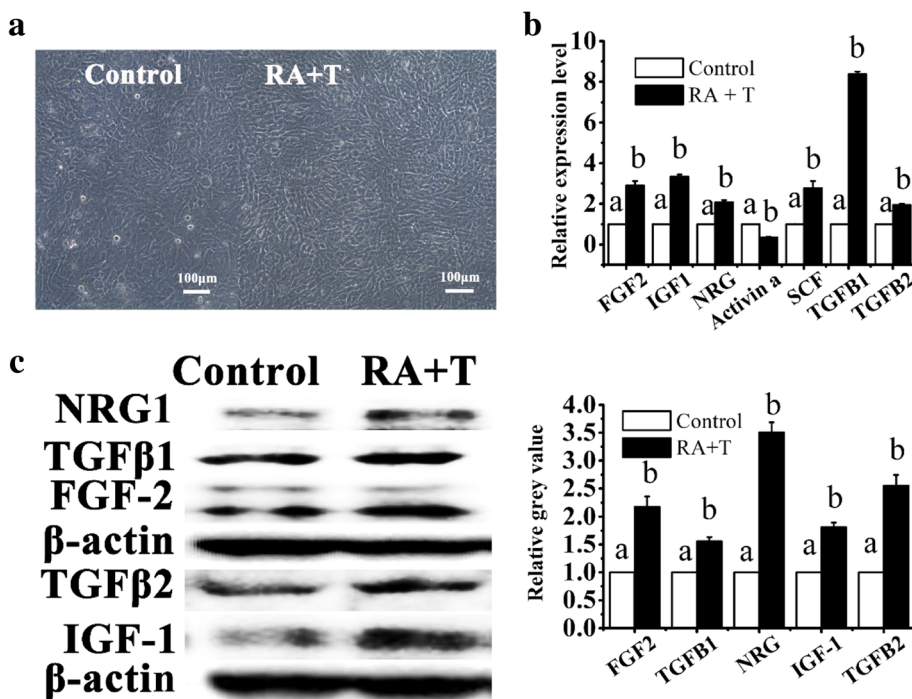 a
Control RA+T
100μm 100μm
b
Relative expression level
10
8
6
4
2
0
Control
RA + T
a b a b a b a b a b a b a b
FGF2 IGF1 NRG Activin a SCF TGFB1 TGFB2
c
Control RA+T
NRG1
TGFβ1
FGF-2
β-actin
TGFβ2
IGF-1
β-actin
Relative grey value
4.0
3.5
3.0
2.5
2.0
1.5
1.0
0.5
0.0
Control
RA+T
a b a b a b a b a b
FGF2 TGFB1 NRG IGF-1 TGFB2